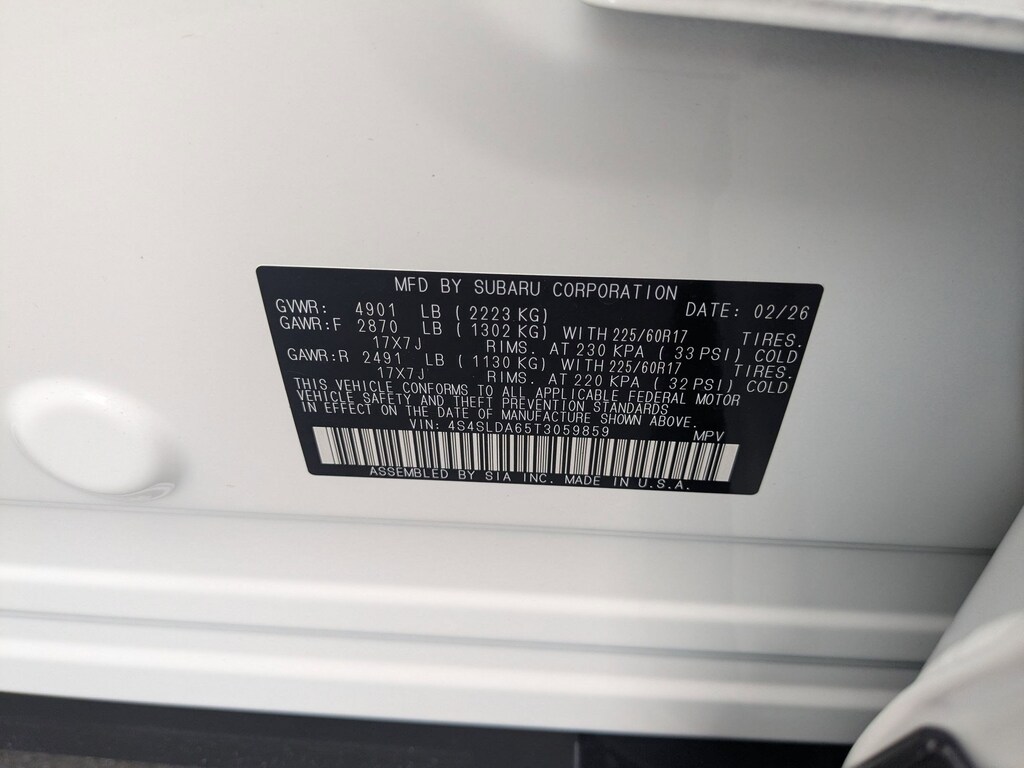 MFD BY SUBARU CORPORATION
GVWR: 4901 LB ( 2223 KG) DATE: 02/26
GAWR:F 2870 LB ( 1302 KG) WITH 225/60R17 TIRES.
17X7J RIMS. AT 230 KPA ( 33 PSI) COLD
GAWR:R 2491 LB ( 1130 KG) WITH 225/60R17 TIRES.
17X7J RIMS. AT 220 KPA ( 32 PSI) COLD
THIS VEHICLE CONFORMS TO ALL APPLICABLE FEDERAL MOTOR
VEHICLE SAFETY AND THEFT PREVENTION STANDARDS
IN EFFECT ON THE DATE OF MANUFACTURE SHOWN ABOVE.
VIN: 4S4SLDA65T3059859 MPV
ASSEMBLED BY SIA INC. MADE IN U.S.A.